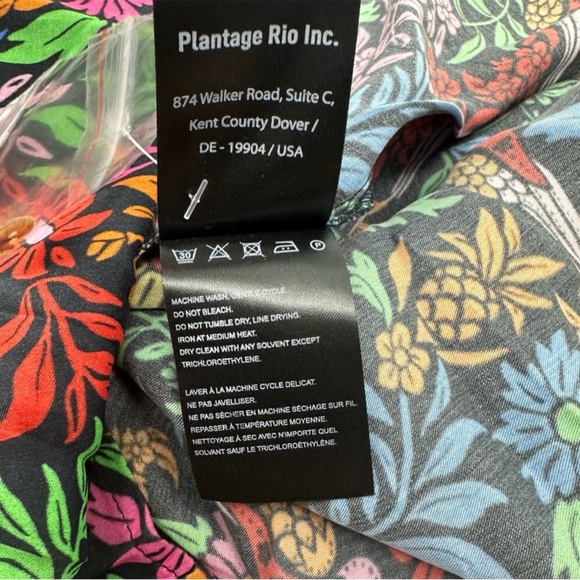 Plantage Rio Inc.
874 Walker Road, Suite C,
Kent County Dover /
DE - 19904 / USA
30
P
MACHINE WASH, GENTLE CYCLE.
DO NOT BLEACH.
DO NOT TUMBLE DRY, LINE DRYING.
IRON AT MEDIUM HEAT.
DRY CLEAN WITH ANY SOLVENT EXCEPT
TRICHLOROETHYLENE.
LAVER À LA MACHINE CYCLE DELICAT.
NE PAS JAVELLISER.
NE PAS SÉCHER EN MACHINE SÉCHAGE SUR FIL.
REPASSER À TEMPÉRATURE MOYENNE.
NETTOYAGE À SEC AVEC N'IMPORTE QUEL
SOLVANT SAUF LE TRICHLOROÉTHYLÈNE.